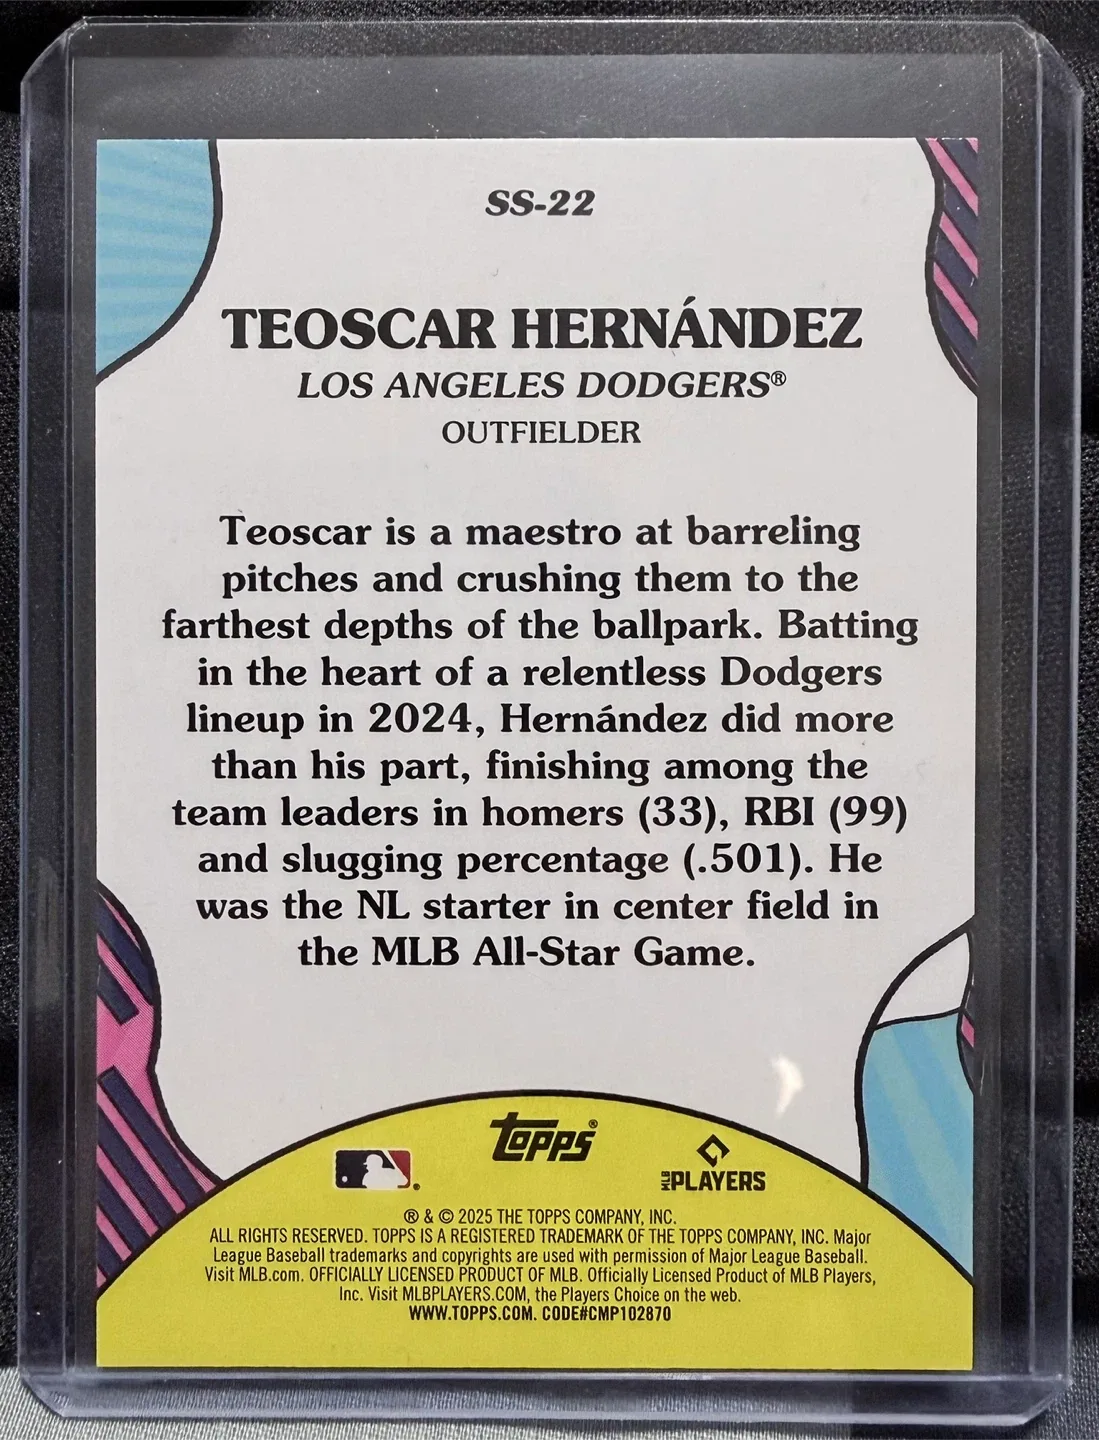 SS-22
TEOSCAR HERNÁNDEZ
LOS ANGELES DODGERS®
OUTFIELDER
Teoscar is a maestro at barreling
pitches and crushing them to the
farthest depths of the ballpark. Batting
in the heart of a relentless Dodgers
lineup in 2024, Hernández did more
than his part, finishing among the
team leaders in homers (33), RBI (99)
and slugging percentage (.501). He
was the NL starter in center field in
the MLB All-Star Game.
topps®
MLB PLAYERS
® & © 2025 THE TOPPS COMPANY, INC.
ALL RIGHTS RESERVED. TOPPS IS A REGISTERED TRADEMARK OF THE TOPPS COMPANY, INC. Major
League Baseball trademarks and copyrights are used with permission of Major League Baseball.
Visit MLB.com. OFFICIALLY LICENSED PRODUCT OF MLB. Officially Licensed Product of MLB Players,
Inc. Visit MLBPLAYERS.COM, the Players Choice on the web.
WWW.TOPPS.COM. CODE#CMP102870